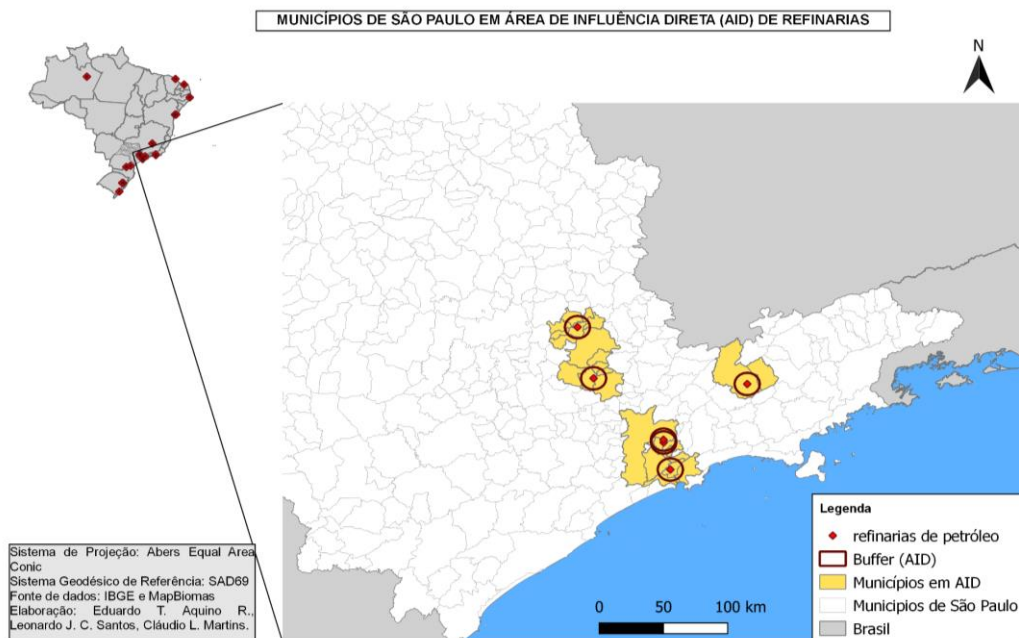 MUNICÍPIOS DE SÃO PAULO EM ÁREA DE INFLUÊNCIA DIRETA (AID) DE REFINARIAS
N
Legenda
refinarias de petróleo
Buffer (AID)
Municípios em AID
Municipios de São Paulo
Brasil
0 50 100 km
Sistema de Projeção: Abers Equal Area
Conic
Sistema Geodésico de Referência: SAD69
Fonte de dados: IBGE e MapBiomas
Elaboração: Eduardo T. Aquino R.,
Leonardo J. C. Santos, Cláudio L. Martins.